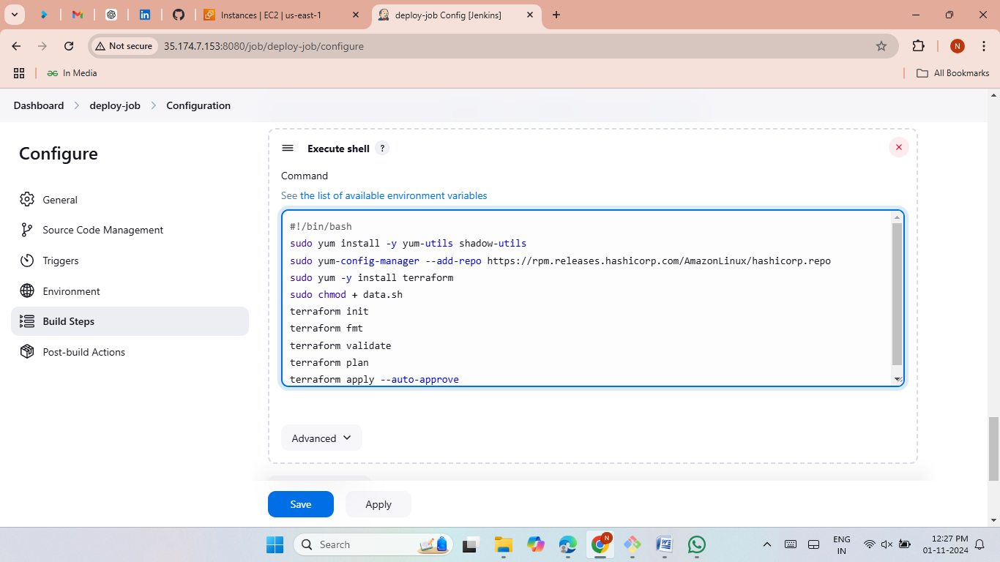 Instances | EC2 | us-east-1
deploy-job Config [Jenkins]
Not secure
35.174.7.153:8080/job/deploy-job/configure
N
In Media
All Bookmarks
Dashboard > deploy-job > Configuration
Configure
General
Source Code Management
Triggers
Environment
Build Steps
Post-build Actions
Execute shell ?
Command
See the list of available environment variables
#!/bin/bash
sudo yum install -y yum-utils shadow-utils
sudo yum-config-manager --add-repo https://rpm.releases.hashicorp.com/AmazonLinux/hashicorp.repo
sudo yum -y install terraform
sudo chmod + data.sh
terraform init
terraform fmt
terraform validate
terraform plan
terraform apply --auto-approve
Advanced
Save
Apply
Search
N
ENG
IN
12:27 PM
01-11-2024